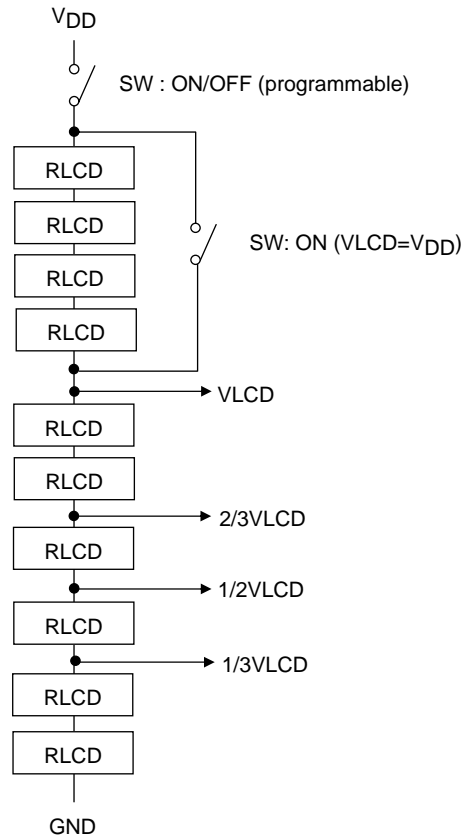 VDD
SW : ON/OFF (programmable)
RLCD
RLCD
SW: ON (VLCD=VDD)
RLCD
RLCD
VLCD
RLCD
RLCD
2/3VLCD
RLCD
1/2VLCD
RLCD
1/3VLCD
RLCD
RLCD
GND